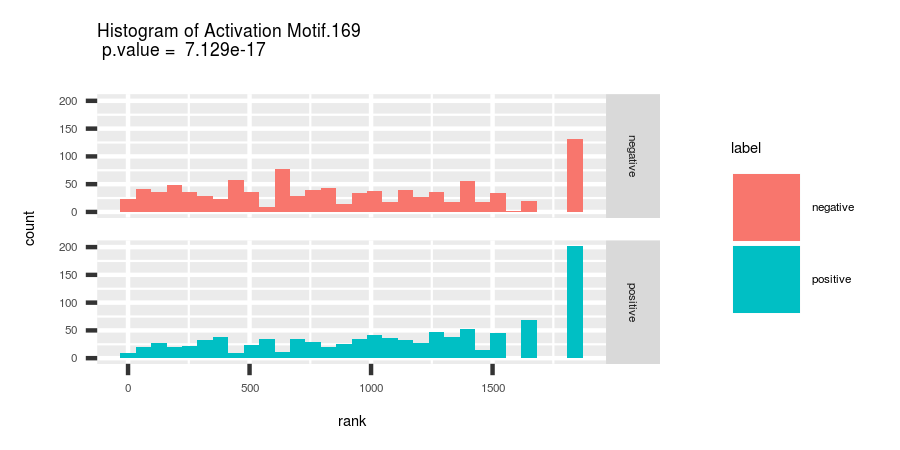 Histogram of Activation Motif.169
p.value =  7.129e-17
200
150
100
50
0
negative
200
150
100
50
0
positive
0
500
1000
1500
count
rank
label
negative
positive